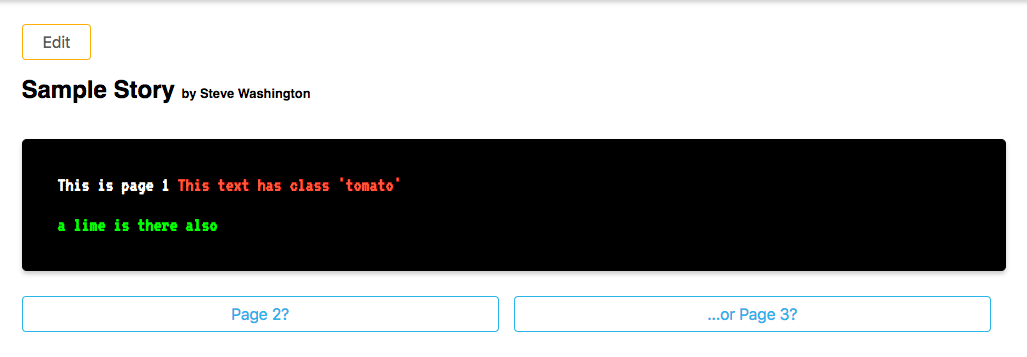 Edit
Sample Story by Steve Washington
This is page 1 This text has class 'tomato'
a lime is there also
Page 2?
...or Page 3?